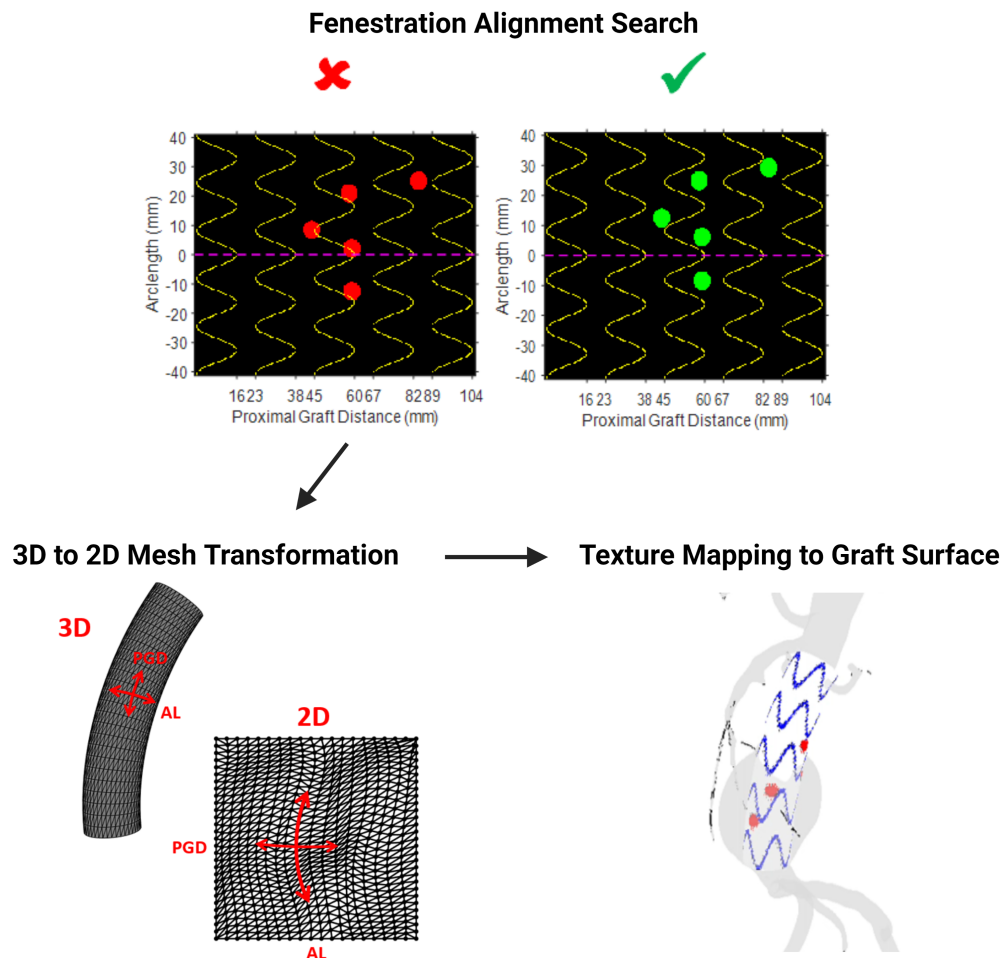 Fenestration Alignment Search
40
30
20
10
0
-10
-20
-30
-40
Arclength (mm)
16 23 38 45 60 67 82 89 104
Proximal Graft Distance (mm)
40
30
20
10
0
-10
-20
-30
-40
Arclength (mm)
16 23 38 45 60 67 82 89 104
Proximal Graft Distance (mm)
3D to 2D Mesh Transformation
Texture Mapping to Graft Surface
3D
PGD
AL
2D
PGD
AL